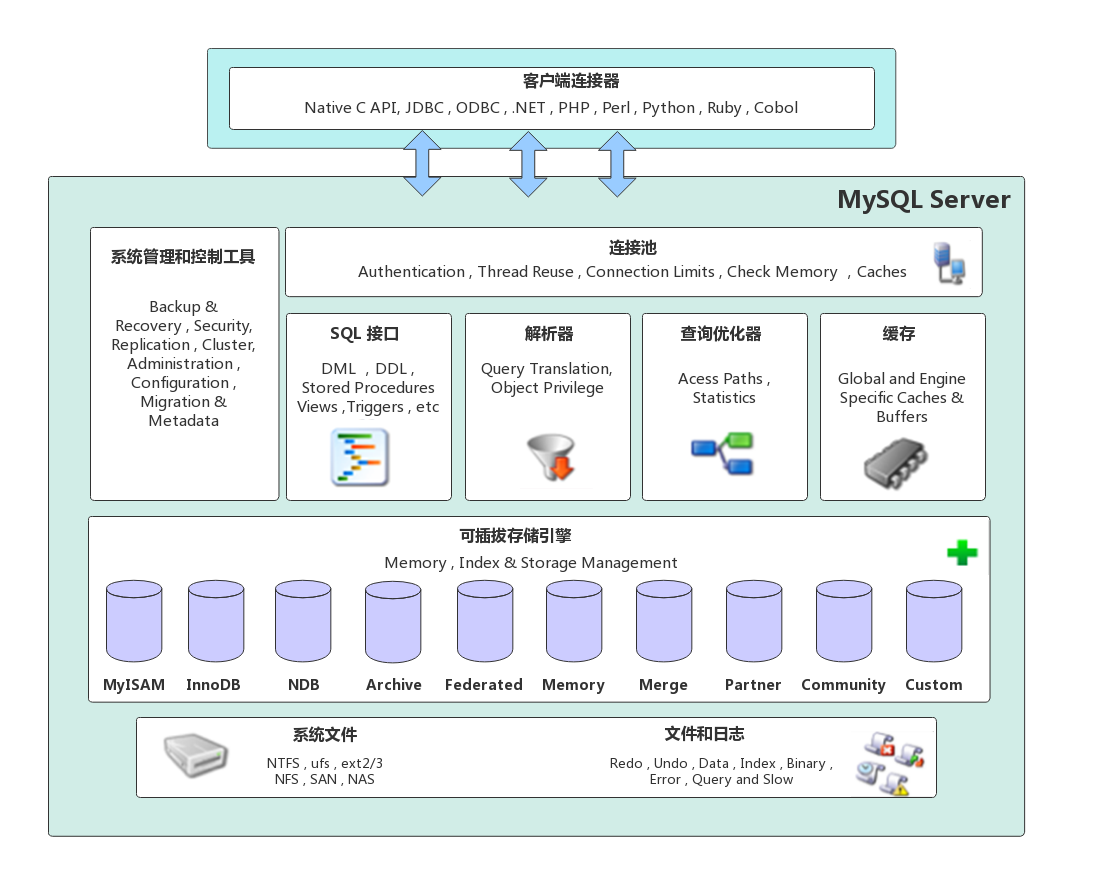 客户端连接器
Native C API, JDBC , ODBC , .NET , PHP , Perl , Python , Ruby , Cobol
MySQL Server
系统管理和控制工具
Backup &
Recovery , Security,
Replication , Cluster,
Administration ,
Configuration ,
Migration &
Metadata
连接池
Authentication , Thread Reuse , Connection Limits , Check Memory , Caches
SQL 接口
DML , DDL ,
Stored Procedures
Views ,Triggers , etc
解析器
Query Translation,
Object Privilege
查询优化器
Acess Paths ,
Statistics
缓存
Global and Engine
Specific Caches &
Buffers
可插拔存储引擎
Memory , Index & Storage Management
MyISAM
InnoDB
NDB
Archive
Federated
Memory
Merge
Partner
Community
Custom
系统文件
NTFS , ufs , ext2/3
NFS , SAN , NAS
文件和日志
Redo , Undo , Data , Index , Binary ,
Error , Query and Slow